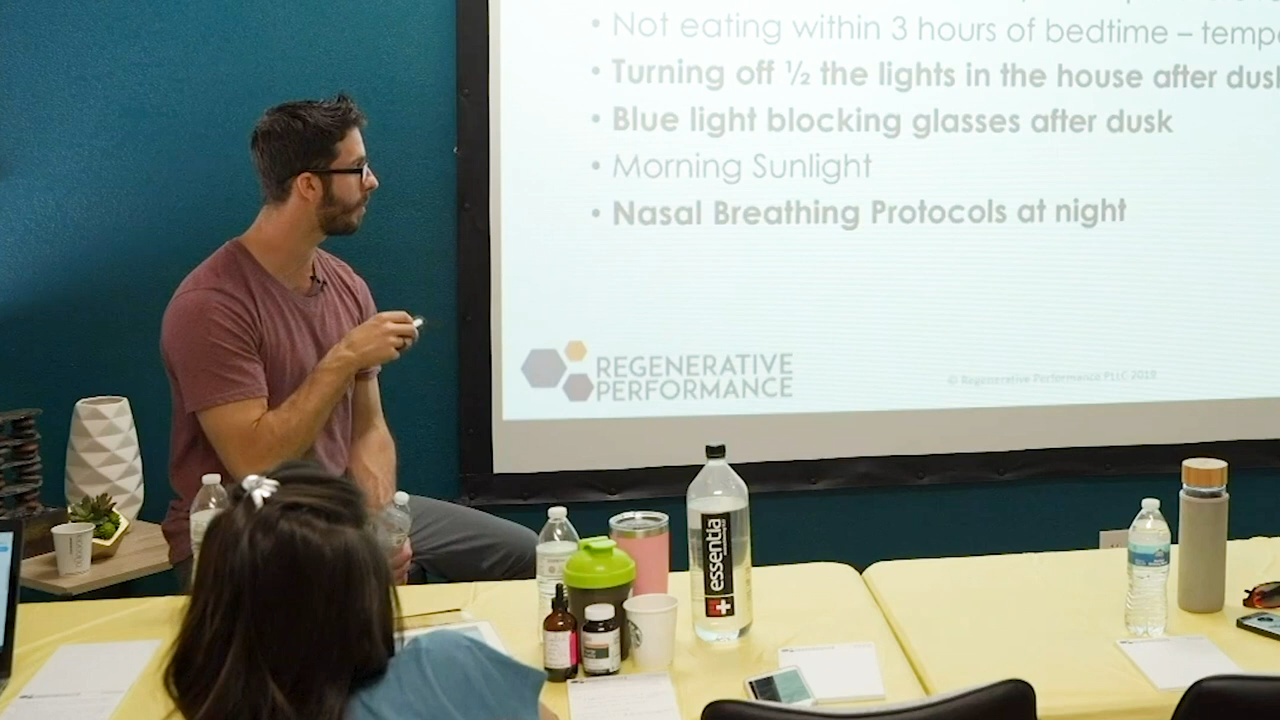 • Not eating within 3 hours of bedtime – tempe
• Turning off ½ the lights in the house after dusk
• Blue light blocking glasses after dusk
• Morning Sunlight
• Nasal Breathing Protocols at night
REGENERATIVE
PERFORMANCE
© Regenerative Performance PLLC 2018
essentia